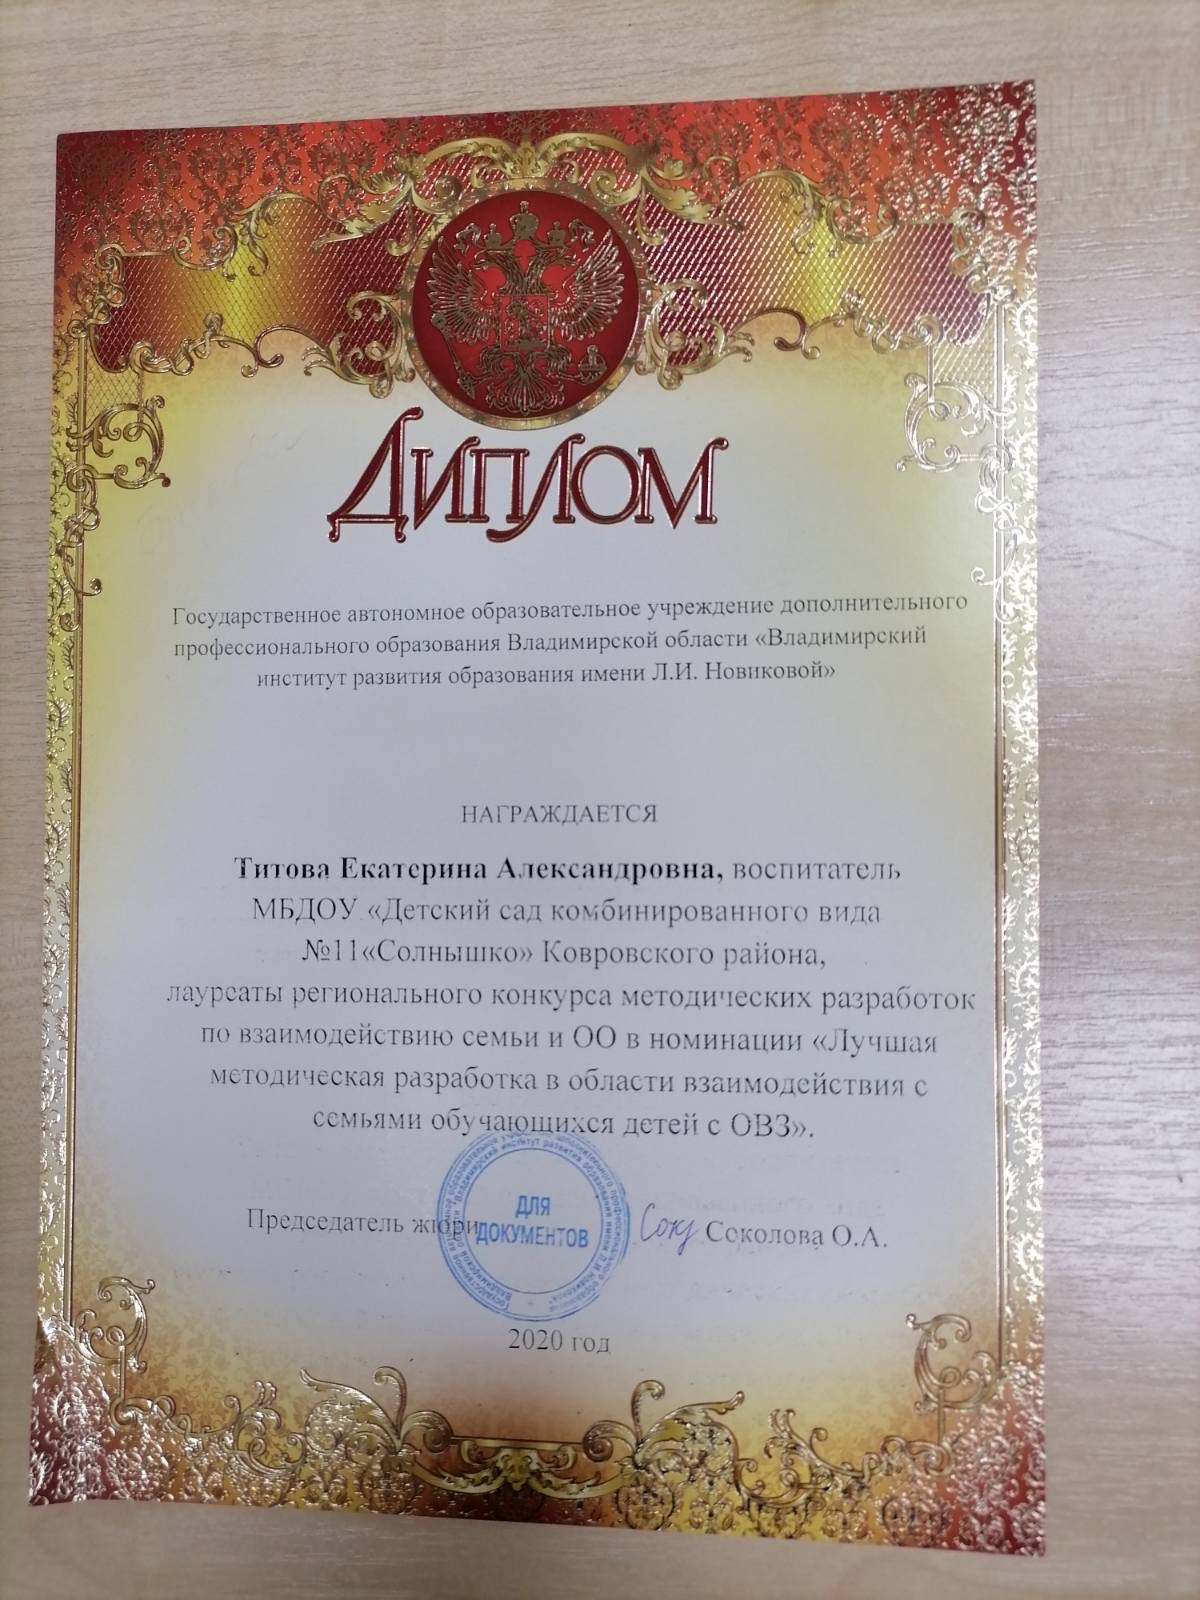 ДИПЛОМ
Государственное автономное образовательное учреждение дополнительного
профессионального образования Владимирской области «Владимирский
институт развития образования имени Л.И. Новиковой»
НАГРАЖДАЕТСЯ
Титова Екатерина Александровна, воспитатель
МБДОУ «Детский сад комбинированного вида
№11«Солнышко» Ковровского района,
лауреаты регионального конкурса методических разработок
по взаимодействию семьи и ОО в номинации «Лучшая
методическая разработка в области взаимодействия с
семьями обучающихся детей с ОВЗ».
ДЛЯ
ДОКУМЕНТОВ
Председатель жюри Соколова О.А.
2020 год